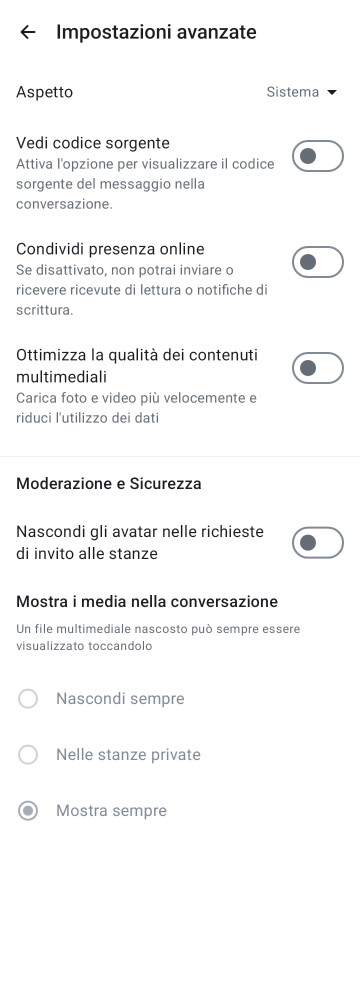 Impostazioni avanzate
Aspetto
Sistema
Vedi codice sorgente
Attiva l'opzione per visualizzare il codice
sorgente del messaggio nella
conversazione.
Condividi presenza online
Se disattivato, non potrai inviare o
ricevere ricevute di lettura o notifiche di
scrittura.
Ottimizza la qualità dei contenuti
multimediali
Carica foto e video più velocemente e
riduci l'utilizzo dei dati
Moderazione e Sicurezza
Nascondi gli avatar nelle richieste
di invito alle stanze
Mostra i media nella conversazione
Un file multimediale nascosto può sempre essere
visualizzato toccandolo
Nascondi sempre
Nelle stanze private
Mostra sempre